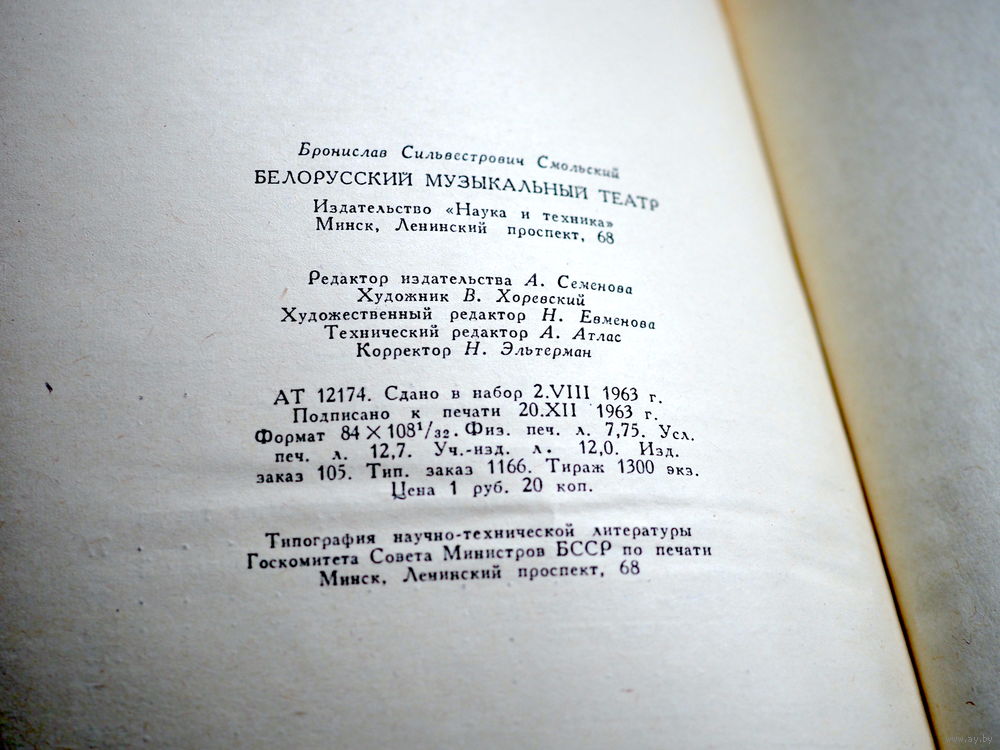 Бронислав Сильвестрович Смольский
БЕЛОРУССКИЙ МУЗЫКАЛЬНЫЙ ТЕАТР
Издательство «Наука и техника»
Минск, Ленинский проспект, 68
Редактор издательства А. Семенова
Художник В. Хоревский
Художественный редактор Н. Евменова
Технический редактор А. Атлас
Корректор Н. Эльтерман
АТ 12174. Сдано в набор 2.VIII 1963 г.
Подписано к печати 20.XII 1963 г.
Формат 84×108¹/₃₂. Физ. печ. л. 7,75. Усл.
печ. л. 12,7. Уч.-изд. л. 12,0. Изд.
заказ 105. Тип. заказ 1166. Тираж 1300 экз.
Цена 1 руб. 20 коп.
Типография научно-технической литературы
Госкомитета Совета Министров БССР по печати
Минск, Ленинский проспект, 68
www.ay.by